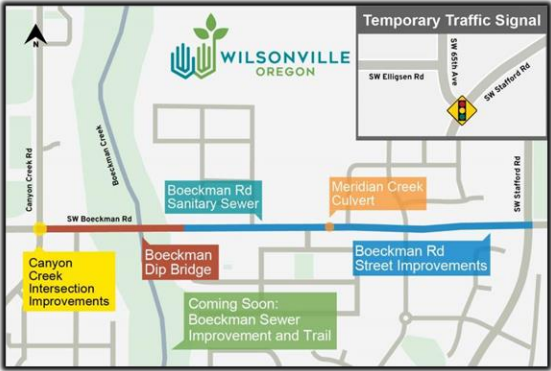 Temporary Traffic Signal
SW 65th Ave
SW Elligsen Rd
SW Stafford Rd
N
WILSONVILLE
OREGON
Canyon Creek Rd
Boeckman Creek
SW Stafford Rd
Boeckman Rd
Sanitary Sewer
Meridian Creek
Culvert
SW Boeckman Rd
Canyon
Creek
Intersection
Improvements
Boeckman
Dip Bridge
Boeckman Rd
Street Improvements
Coming Soon:
Boeckman Sewer
Improvement and Trail